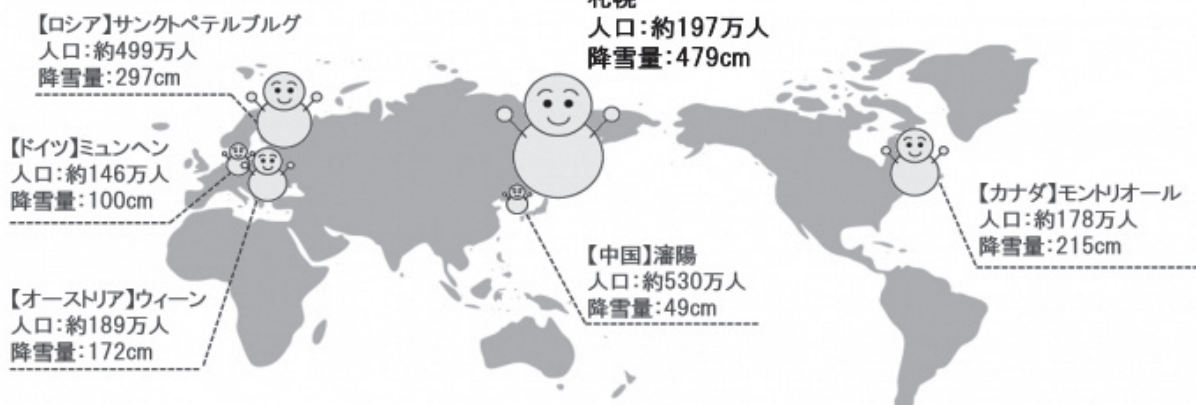 札幌
人口：約197万人
降雪量：479cm
【ロシア】サンクトペテルブルグ
人口：約499万人
降雪量：297cm
【ドイツ】ミュンヘン
人口：約146万人
降雪量：100cm
【オーストリア】ウィーン
人口：約189万人
降雪量：172cm
【中国】瀋陽
人口：約530万人
降雪量：49cm
【カナダ】モントリオール
人口：約178万人
降雪量：215cm